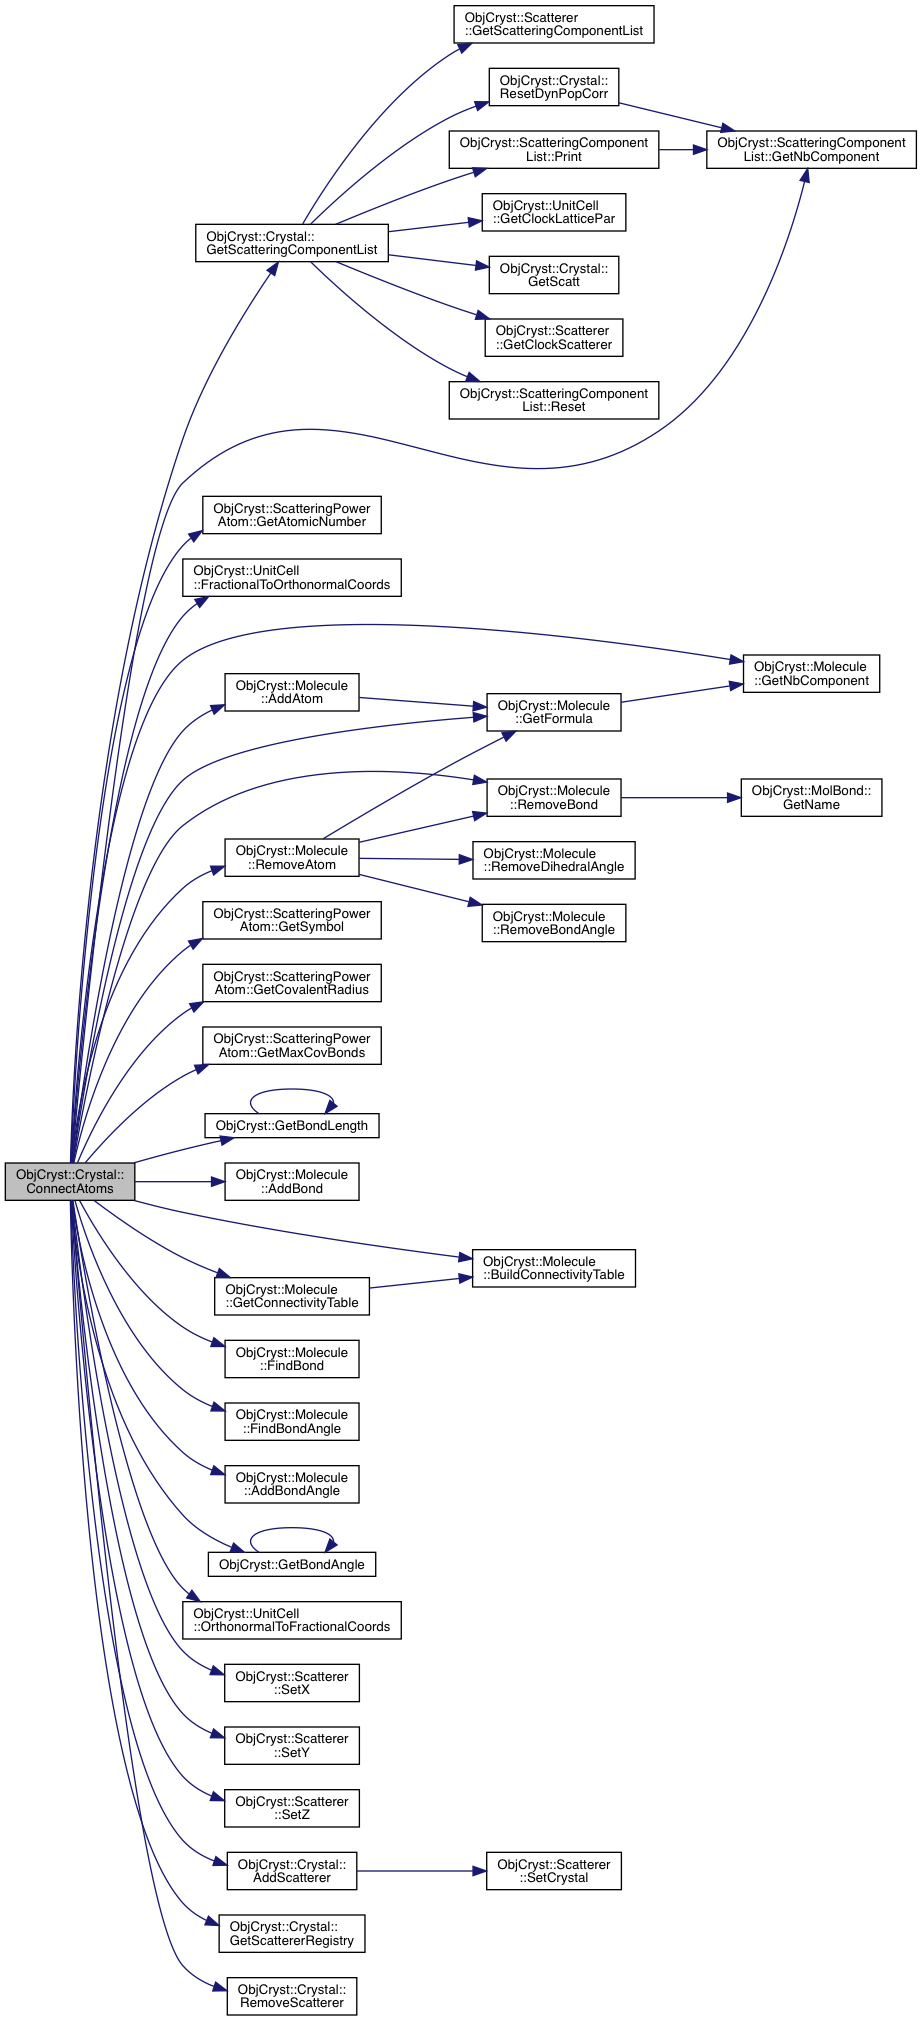 ObjCryst::Scatterer
::GetScatteringComponentList
ObjCryst::Crystal::
ResetDynPopCorr
ObjCryst::ScatteringComponent
List::Print
ObjCryst::ScatteringComponent
List::GetNbComponent
ObjCryst::UnitCell
::GetClockLatticePar
ObjCryst::Crystal::
GetScatteringComponentList
ObjCryst::Crystal::
GetScatt
ObjCryst::Scatterer
::GetClockScatterer
ObjCryst::ScatteringComponent
List::Reset
ObjCryst::ScatteringPower
Atom::GetAtomicNumber
ObjCryst::UnitCell
::FractionalToOrthonormalCoords
ObjCryst::Molecule
::GetNbComponent
ObjCryst::Molecule
::AddAtom
ObjCryst::Molecule
::GetFormula
ObjCryst::Molecule
::RemoveBond
ObjCryst::MolBond::
GetName
ObjCryst::Molecule
::RemoveAtom
ObjCryst::Molecule
::RemoveDihedralAngle
ObjCryst::Molecule
::RemoveBondAngle
ObjCryst::ScatteringPower
Atom::GetSymbol
ObjCryst::ScatteringPower
Atom::GetCovalentRadius
ObjCryst::ScatteringPower
Atom::GetMaxCovBonds
ObjCryst::GetBondLength
ObjCryst::Crystal::
ConnectAtoms
ObjCryst::Molecule
::AddBond
ObjCryst::Molecule
::BuildConnectivityTable
ObjCryst::Molecule
::GetConnectivityTable
ObjCryst::Molecule
::FindBond
ObjCryst::Molecule
::FindBondAngle
ObjCryst::Molecule
::AddBondAngle
ObjCryst::GetBondAngle
ObjCryst::UnitCell
::OrthonormalToFractionalCoords
ObjCryst::Scatterer
::SetX
ObjCryst::Scatterer
::SetY
ObjCryst::Scatterer
::SetZ
ObjCryst::Crystal::
AddScatterer
ObjCryst::Scatterer
::SetCrystal
ObjCryst::Crystal::
GetScattererRegistry
ObjCryst::Crystal::
RemoveScatterer